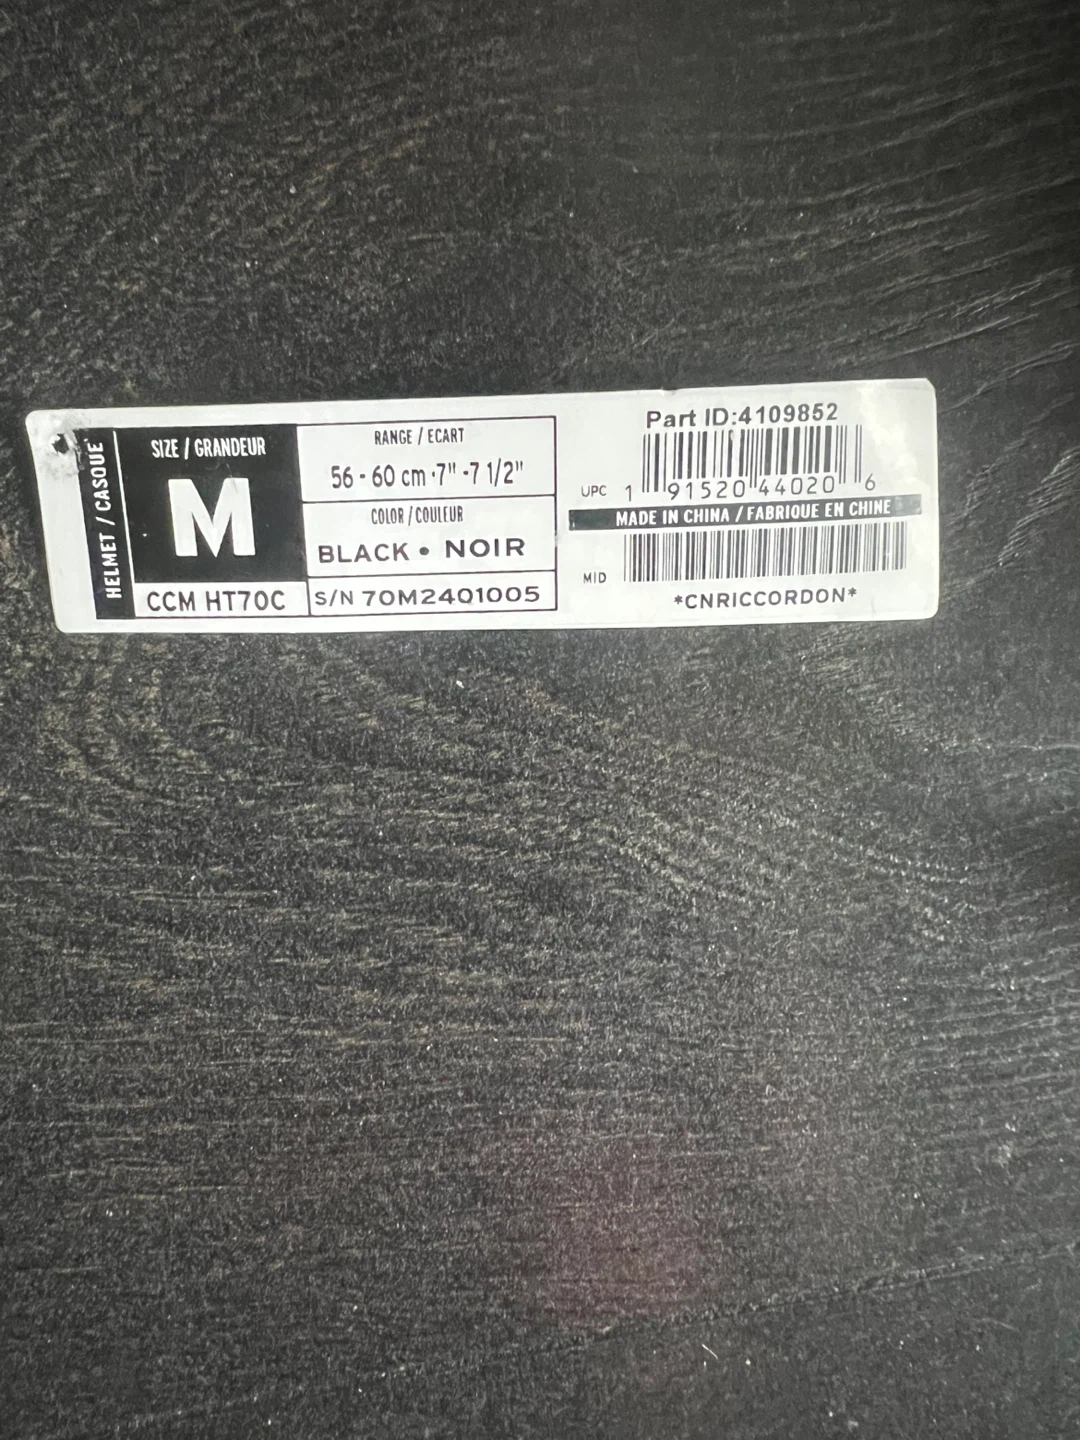 HELMET / CASQUE
SIZE / GRANDEUR
M
CCM HT70C
RANGE / ECART
56 - 60 cm · 7" - 7 1/2"
COLOR / COULEUR
BLACK • NOIR
S/N 70M2401005
Part ID:4109852
UPC 1 91520 44020 6
MADE IN CHINA / FABRIQUE EN CHINE
MID
*CNRICCORDON*